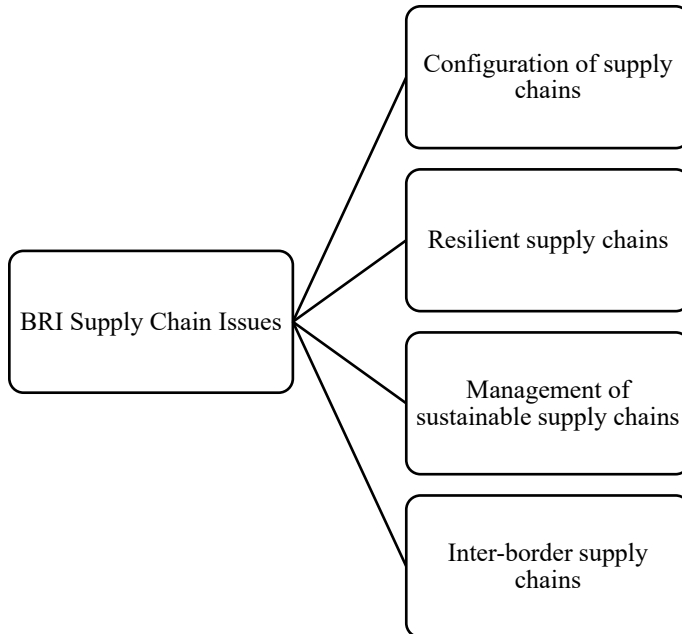 Configuration of supply
chains
Resilient supply chains
BRI Supply Chain Issues
Management of
sustainable supply chains
Inter-border supply
chains